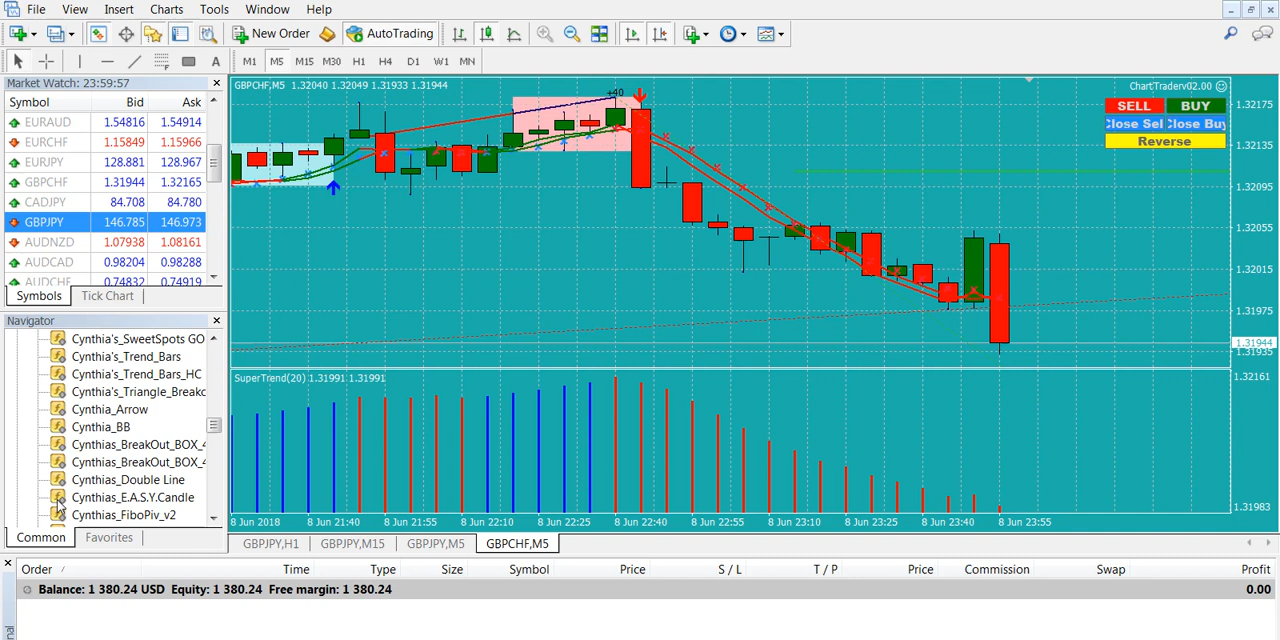 File View Insert Charts Tools Window Help
New Order AutoTrading
A M1 M5 M15 M30 H1 H4 D1 W1 MN
Market Watch: 23:59:57
Symbol Bid Ask
EURAUD 1.54816 1.54914
EURCHF 1.15849 1.15966
EURJPY 128.881 128.967
GBPCHF 1.31944 1.32165
CADJPY 84.708 84.780
GBPJPY 146.785 146.973
AUDNZD 1.07938 1.08161
AUDCAD 0.98204 0.98288
AUDCHF 0.74832 0.74919
Symbols Tick Chart
Navigator
Cynthia's_SweetSpots GO
Cynthia's_Trend_Bars
Cynthia's_Trend_Bars_HC
Cynthia's_Triangle_Breakc
Cynthia_Arrow
Cynthia_BB
Cynthias_BreakOut_BOX_4
Cynthias_BreakOut_BOX_4
Cynthias_Double Line
Cynthias_E.A.S.Y.Candle
Cynthias_FiboPiv_v2
Common Favorites
GBPCHF,M5 1.32040 1.32049 1.31933 1.31944
ChartTraderv02.00
SELL BUY
Close Sel Close Buy
Reverse
+40
1.32175
1.32135
1.32095
1.32055
1.32015
1.31975
1.31944
1.31935
SuperTrend(20) 1.31991 1.31991
1.32161
1.31983
8 Jun 2018 8 Jun 21:40 8 Jun 21:55 8 Jun 22:10 8 Jun 22:25 8 Jun 22:40 8 Jun 22:55 8 Jun 23:10 8 Jun 23:25 8 Jun 23:40 8 Jun 23:55
GBPJPY,H1 GBPJPY,M15 GBPJPY,M5 GBPCHF,M5
Order / Time Type Size Symbol Price S / L T / P Price Commission Swap Profit
Balance: 1 380.24 USD Equity: 1 380.24 Free margin: 1 380.24 0.00
nal